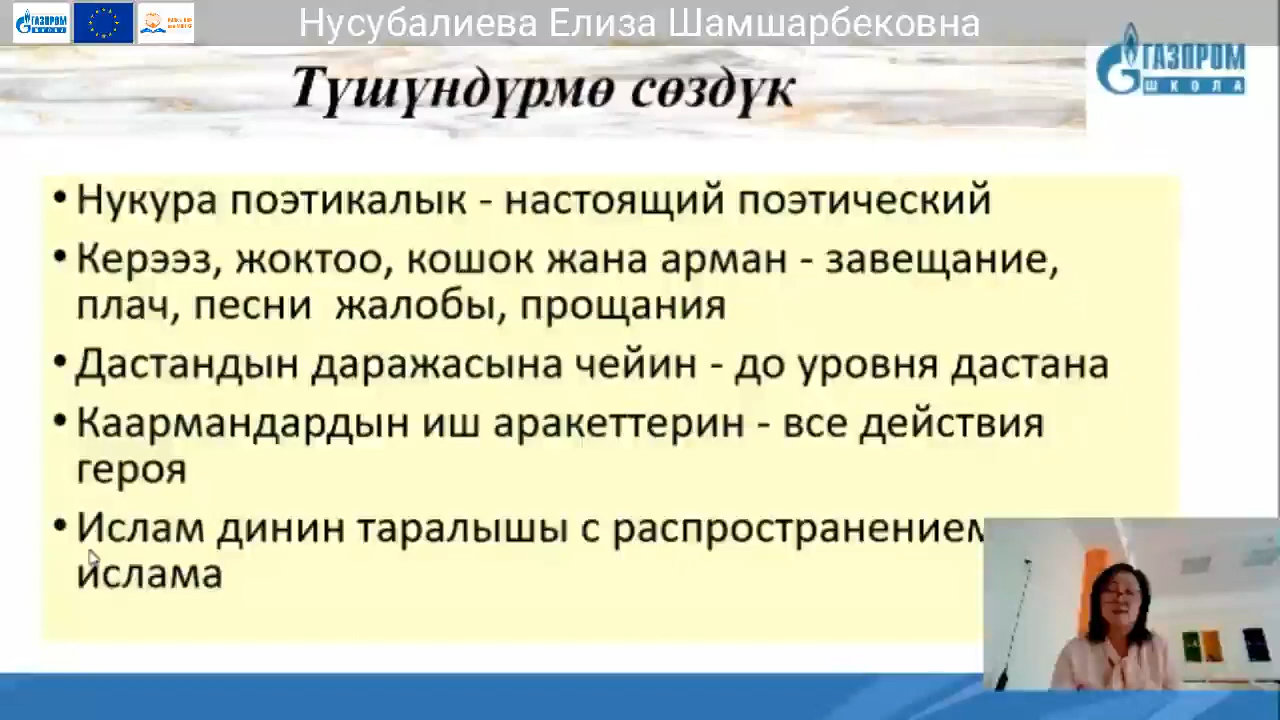 Нусубалиева Елиза Шамшарбековна
ГАЗПРОМ
ШКОЛА
ГАЗПРОМ
ШКОЛА
Түшүндүрмө сөздүк
• Нукура поэтикалык - настоящий поэтический
• Керээз, жоктоо, кошок жана арман - завещание,
плач, песни жалобы, прощания
• Дастандын даражасына чейин - до уровня дастана
• Каармандардын иш аракеттерин - все действия
героя
• Ислам динин таралышы с распространением
ислама